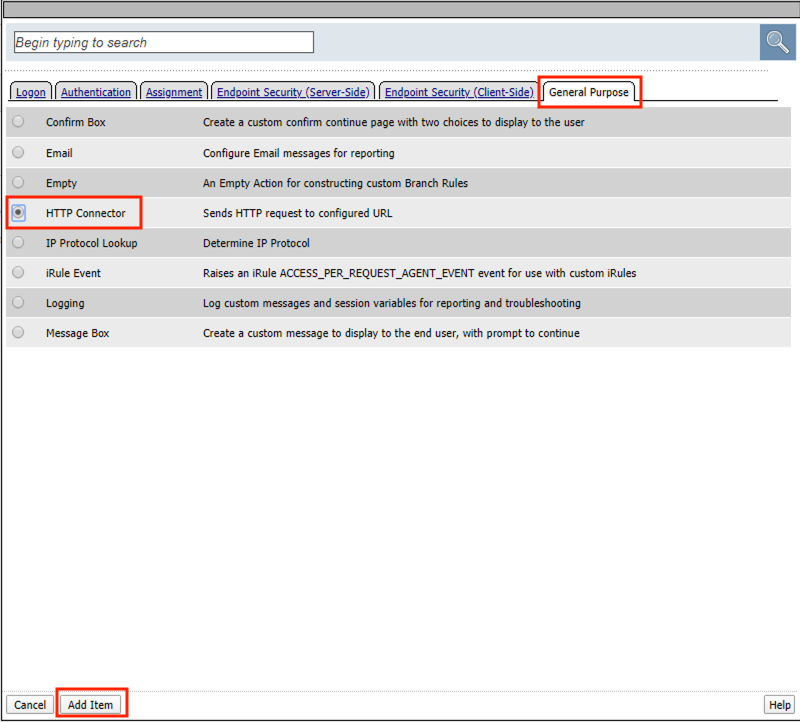 Begin typing to search
Logon Authentication Assignment Endpoint Security (Server-Side) Endpoint Security (Client-Side) General Purpose
Confirm Box Create a custom confirm continue page with two choices to display to the user
Email Configure Email messages for reporting
Empty An Empty Action for constructing custom Branch Rules
HTTP Connector Sends HTTP request to configured URL
IP Protocol Lookup Determine IP Protocol
iRule Event Raises an iRule ACCESS_PER_REQUEST_AGENT_EVENT event for use with custom iRules
Logging Log custom messages and session variables for reporting and troubleshooting
Message Box Create a custom message to display to the end user, with prompt to continue
Cancel Add Item Help